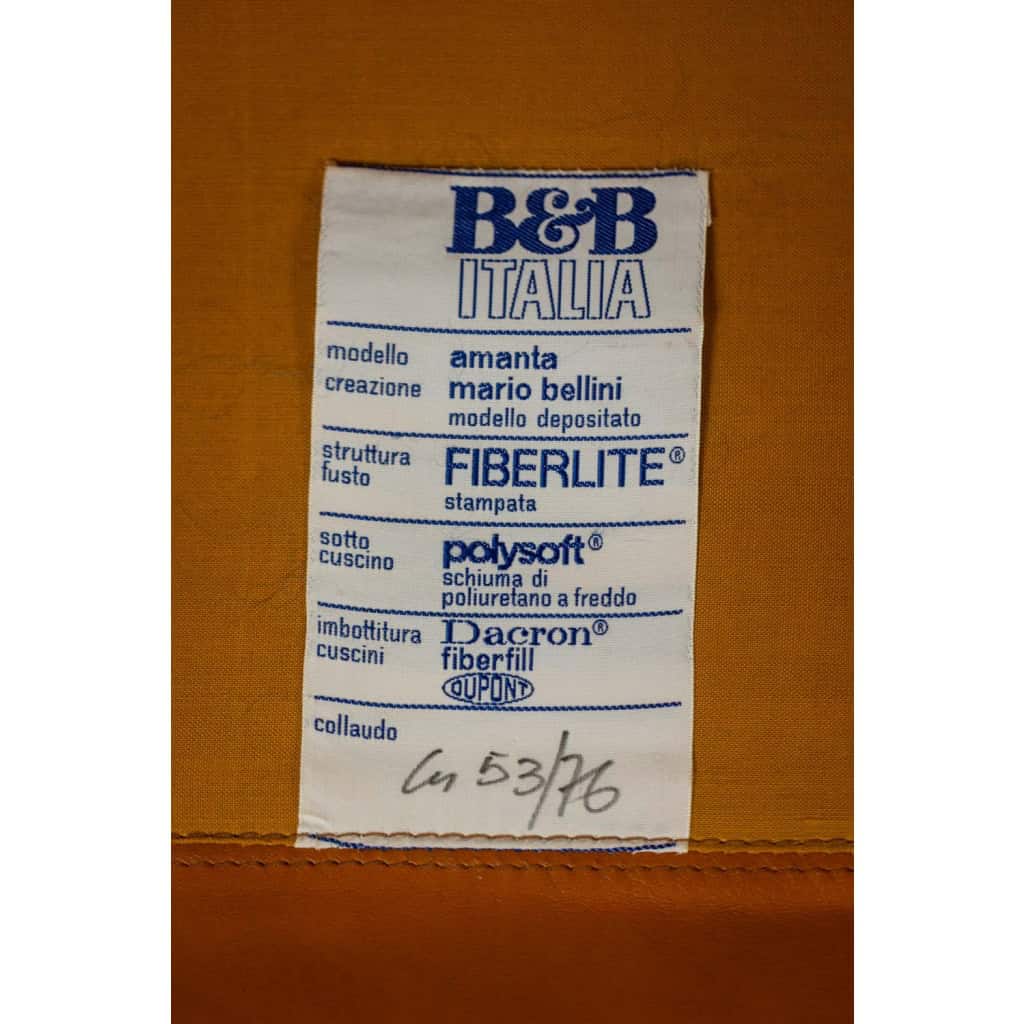 B&B
ITALIA
modello amanta
creazione mario bellini
modello depositato
struttura fusto FIBERLITE®
stampata
sotto cuscino polysoft®
schiuma di
poliuretano a freddo
imbottitura Dacron®
cuscini fiberfill
DUPONT
collaudo
53/76